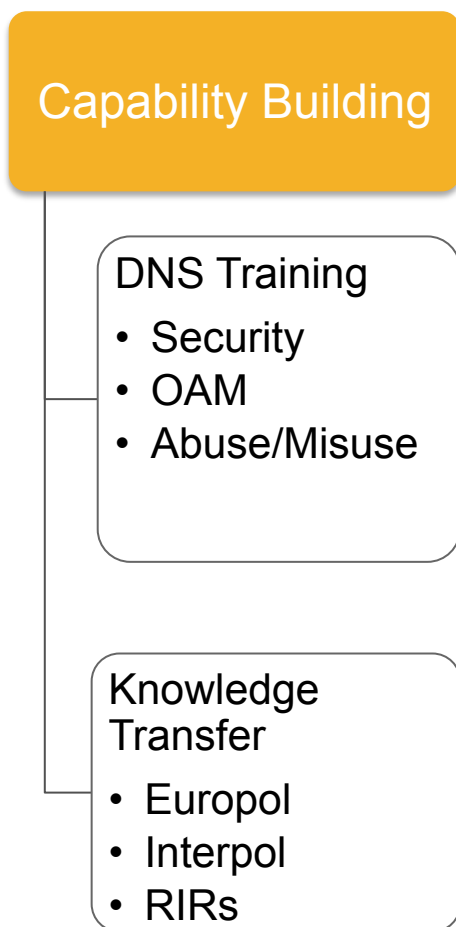 Capability Building
DNS Training
• Security
• OAM
• Abuse/Misuse
Knowledge
Transfer
• Europol
• Interpol
• RIRs